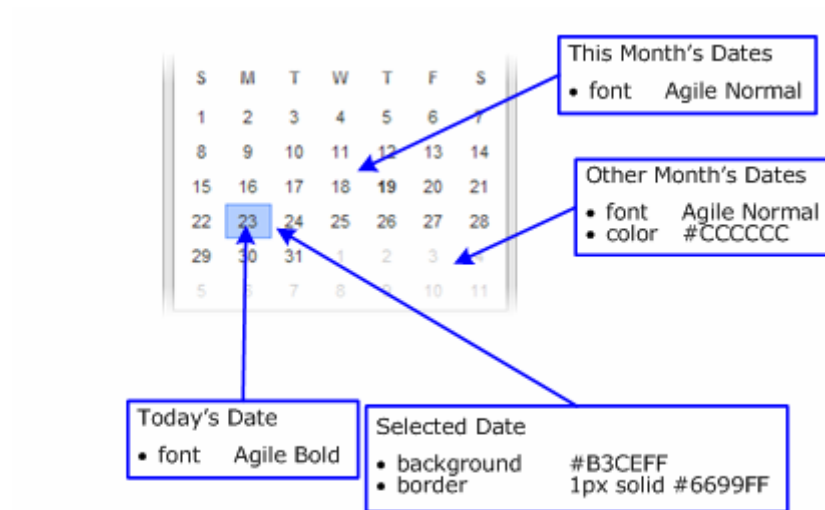 This Month's Dates
• font Agile Normal
S M T W T F S
1 2 3 4 5 6 7
8 9 10 11 12 13 14
15 16 17 18 19 20 21
22 23 24 25 26 27 28
29 30 31 1 2 3 4
5 6 7 8 9 10 11
Other Month's Dates
• font Agile Normal
• color #CCCCCC
Today's Date
• font Agile Bold
Selected Date
• background #B3CEFF
• border 1px solid #6699FF